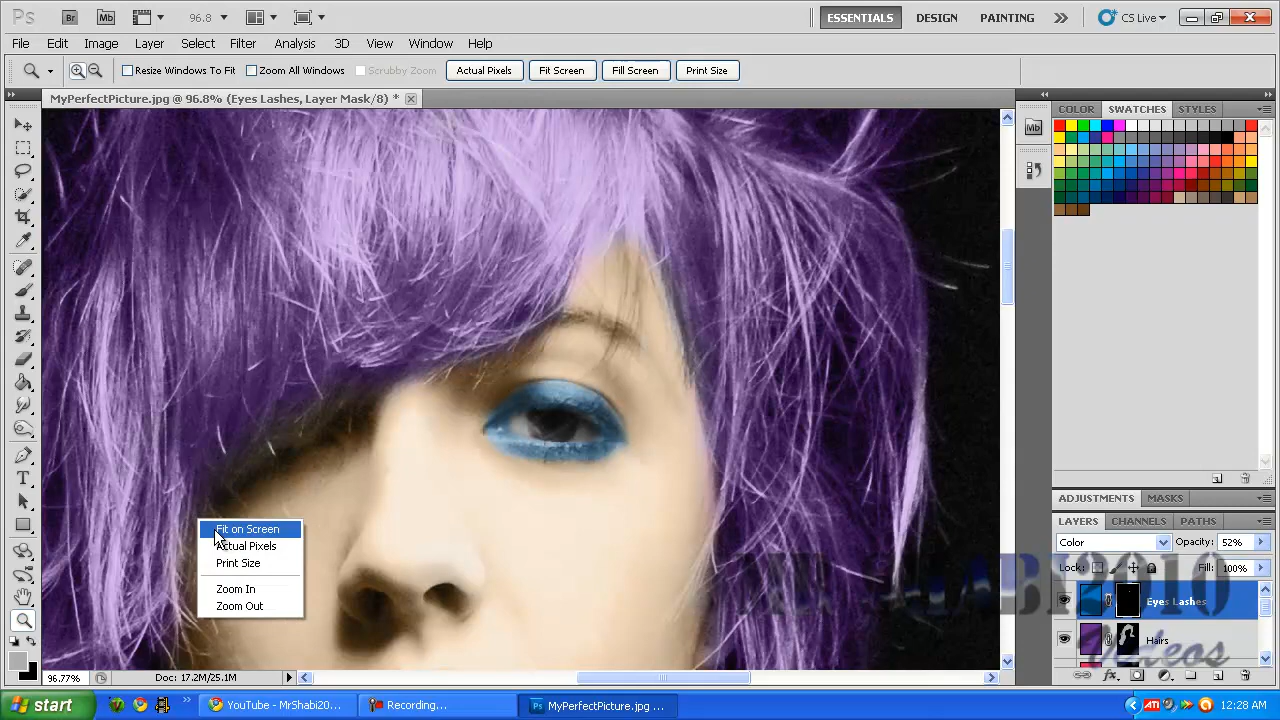 Ps Br Mb 96.8 ESSENTIALS DESIGN PAINTING CS Live
File Edit Image Layer Select Filter Analysis 3D View Window Help
Resize Windows To Fit Zoom All Windows Scrubby Zoom Actual Pixels Fit Screen Fill Screen Print Size
MyPerfectPicture.jpg @ 96.8% (Eyes Lashes, Layer Mask/8) *
COLOR SWATCHES STYLES
Mb
Fit on Screen
Actual Pixels
Print Size
Zoom In
Zoom Out
ADJUSTMENTS MASKS
LAYERS CHANNELS PATHS
Color Opacity: 52%
Lock: Fill: 100%
Eyes Lashes
Hairs
Videos
96.77% Doc: 17.2M/25.1M
start YouTube - MrShabi20... Recording... MyPerfectPicture.jpg ... ATI 12:28 AM